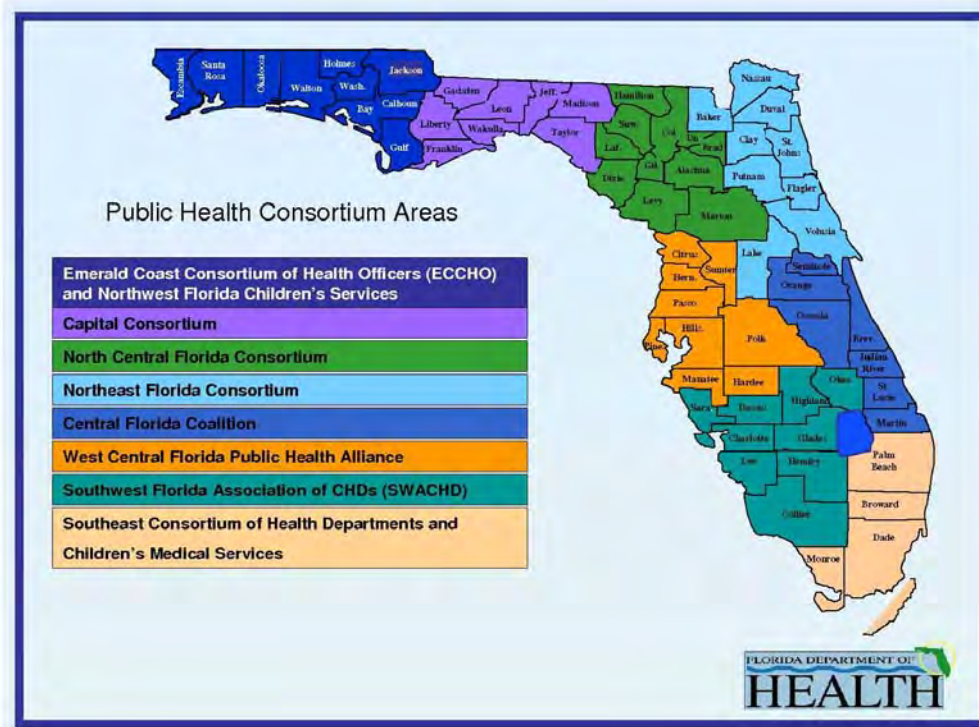 Escambia
Santa
Rosa
Okaloosa
Walton
Holmes
Wash.
Bay
Jackson
Calhoun
Gulf
Gadsden
Liberty
Franklin
Leon
Wakulla
Jeff.
Madison
Taylor
Hamilton
Suw.
Laf.
Dixie
Col
Gil
Un
Brad
Alachua
Levy
Marion
Baker
Nassau
Duval
Clay
St.
Johns
Putnam
Flagler
Volusia
Lake
Public Health Consortium Areas
Emerald Coast Consortium of Health Officers (ECCHO)
and Northwest Florida Children's Services
Capital Consortium
North Central Florida Consortium
Northeast Florida Consortium
Central Florida Coalition
West Central Florida Public Health Alliance
Southwest Florida Association of CHDs (SWACHD)
Southeast Consortium of Health Departments and
Children's Medical Services
Citrus
Sumter
Hern.
Pasco
Hills.
Pine.
Polk
Manatee
Hardee
Seminole
Orange
Osceola
Brev.
Indian
River
St.
Lucie
Martin
Okee.
Highland
Sara
Desoto
Charlotte
Glades
Lee
Hendry
Collier
Palm
Beach
Broward
Dade
Monroe
FLORIDA DEPARTMENT OF
HEALTH